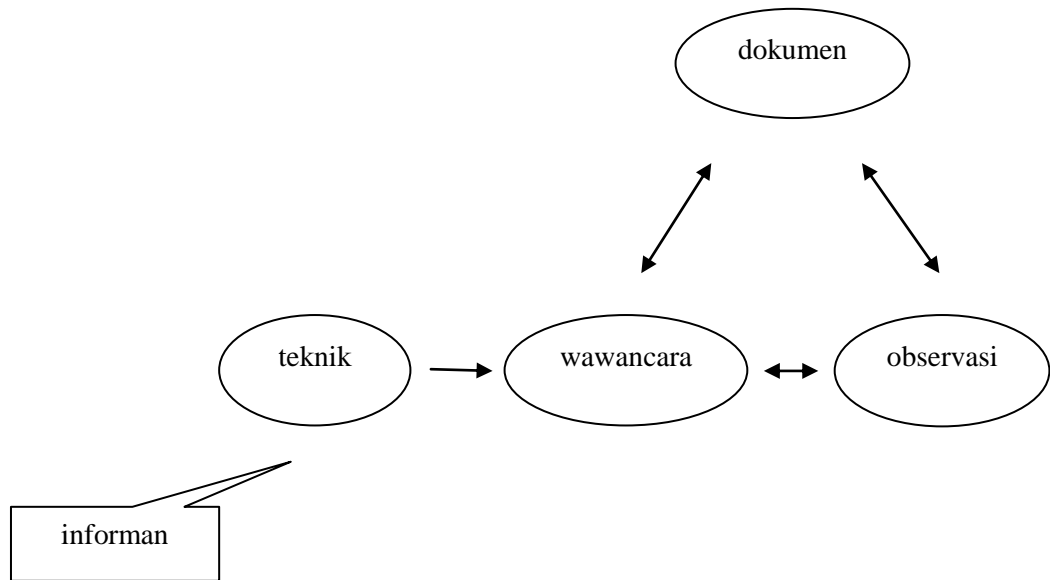 dokumen
teknik
wawancara
observasi
informan